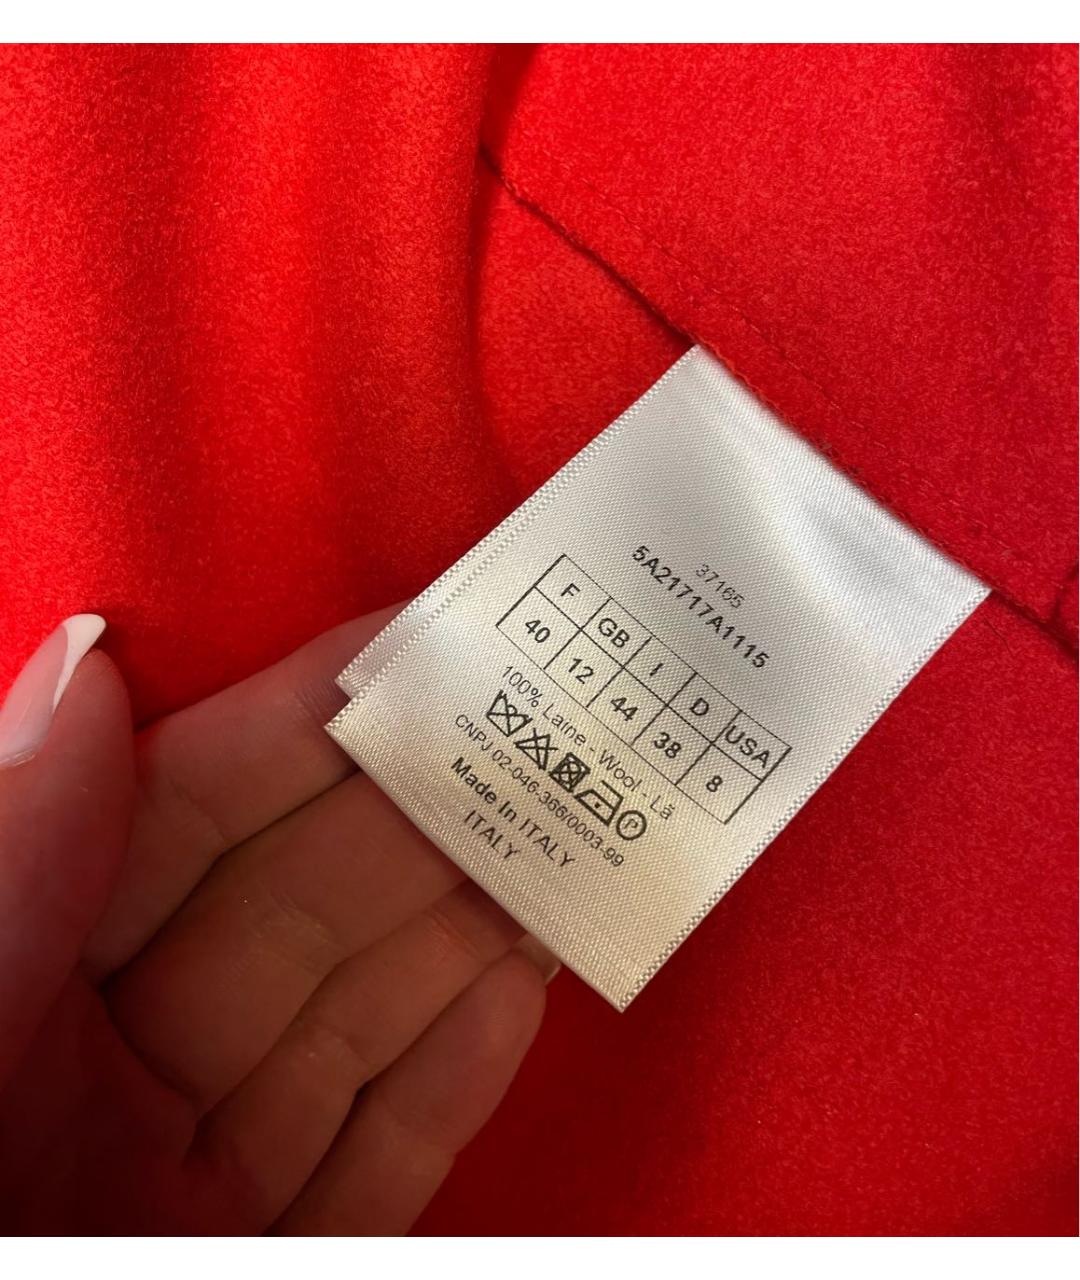 37165
5A21717A1115
F GB I D USA
40 12 44 38 8
100% Laine - Wool - Lã
P
CNPJ 02-046-366/0003-99
Made In ITALY
ITALY